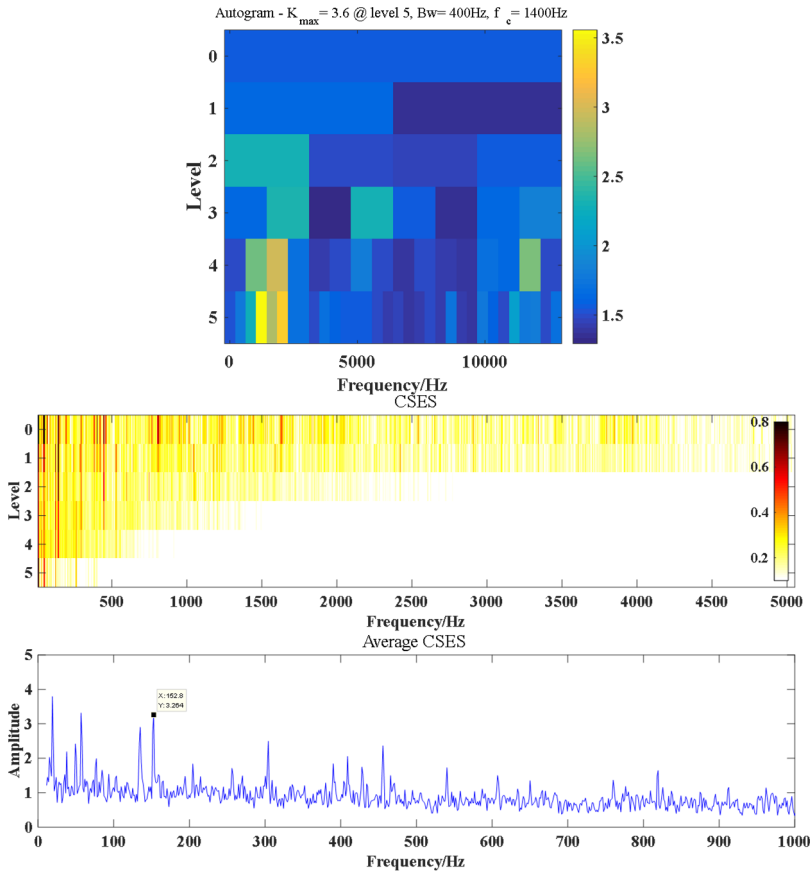 Autogram - K max = 3.6 @ level 5, Bw= 400Hz, f c = 1400Hz
0
1
2
3
4
5
Level
0 5000 10000
Frequency/Hz
3.5
3
2.5
2
1.5
CSES
0
1
2
3
4
5
Level
0.8
0.6
0.4
0.2
500 1000 1500 2000 2500 3000 3500 4000 4500 5000
Frequency/Hz
Average CSES
5
4
3
2
1
0
Amplitude
X: 152.8
Y: 3.264
0 100 200 300 400 500 600 700 800 900 1000
Frequency/Hz